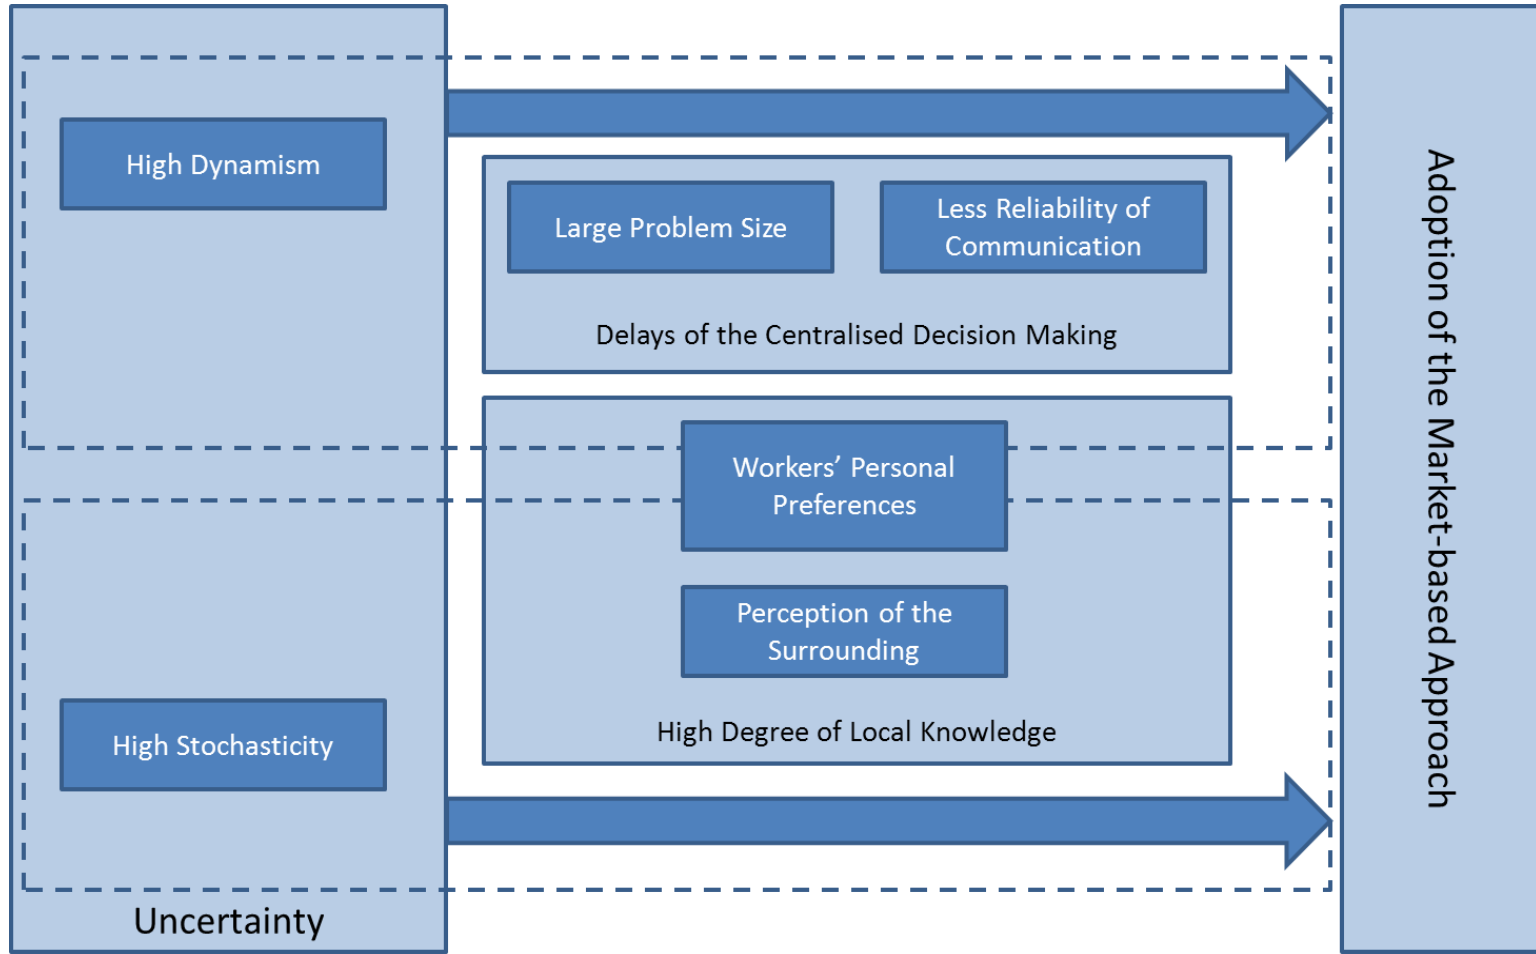 High Dynamism
Large Problem Size
Less Reliability of
Communication
Delays of the Centralised Decision Making
Workers’ Personal
Preferences
Perception of the
Surrounding
High Degree of Local Knowledge
High Stochasticity
Uncertainty
Adoption of the Market-based Approach